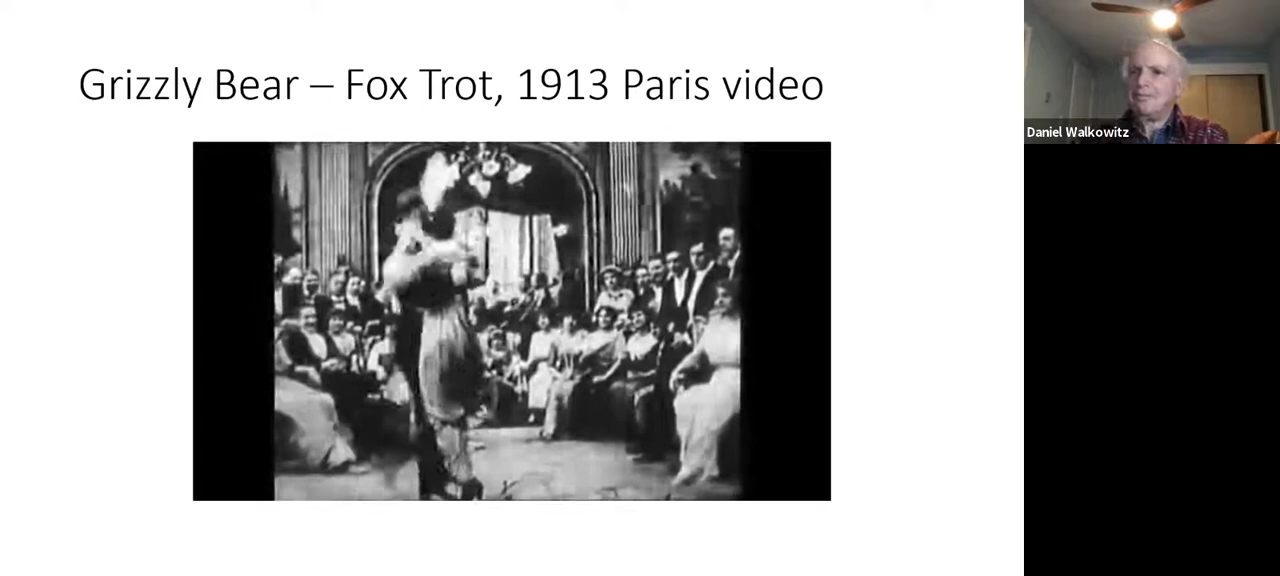 Grizzly Bear – Fox Trot, 1913 Paris video
Daniel Walkowitz